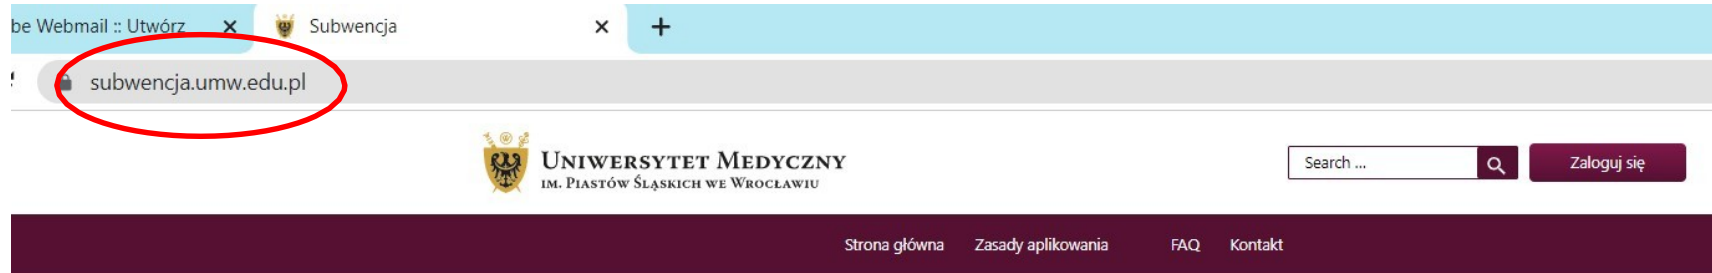 be Webmail :: Utwórz
Subwencja
subwencja.umw.edu.pl
Uniwersytet Medyczny
im. Piastów Śląskich we Wrocławiu
Search ...
Zaloguj się
Strona główna Zasady aplikowania FAQ Kontakt